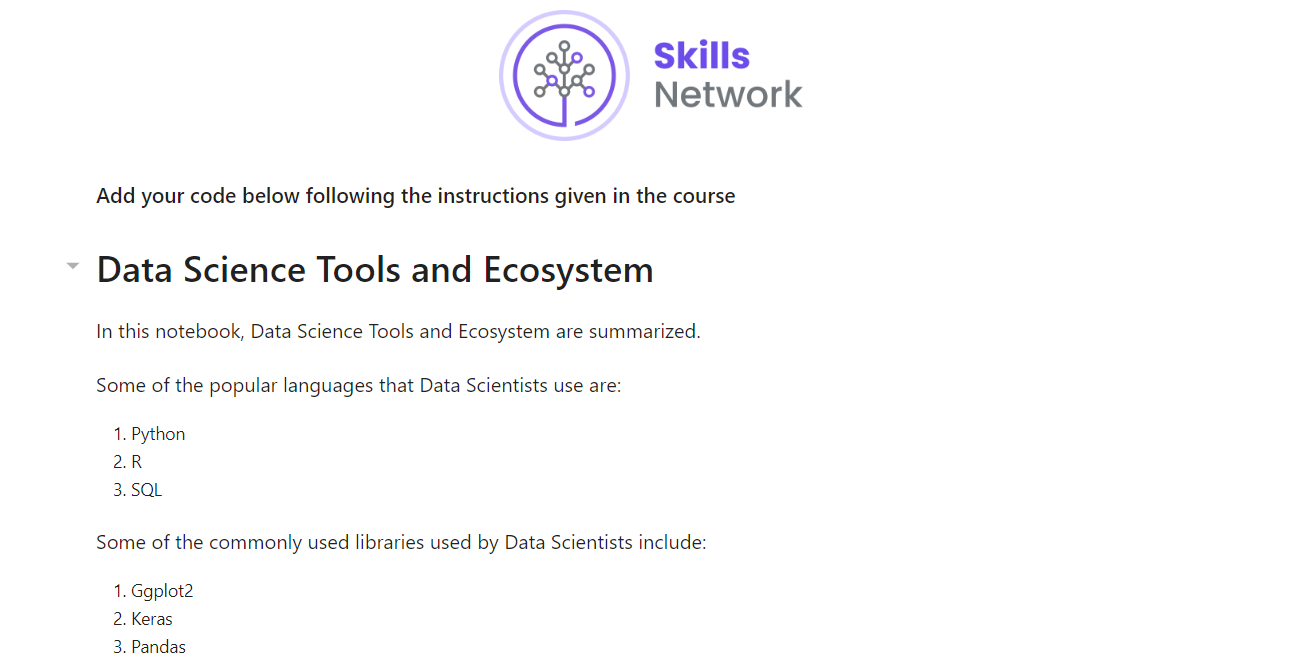 Skills
Network
Add your code below following the instructions given in the course
Data Science Tools and Ecosystem
In this notebook, Data Science Tools and Ecosystem are summarized.
Some of the popular languages that Data Scientists use are:
1. Python
2. R
3. SQL
Some of the commonly used libraries used by Data Scientists include:
1. Ggplot2
2. Keras
3. Pandas